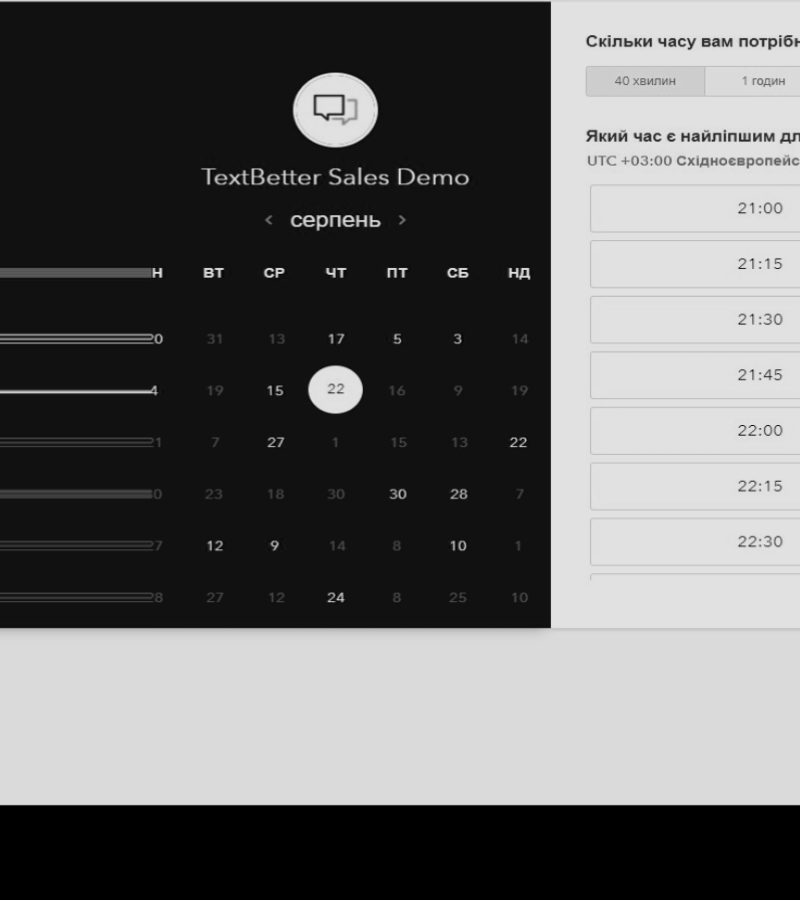 TextBetter Sales Demo
< серпень >
Н ВТ СР ЧТ ПТ СБ НД
0 31 13 17 5 3 14
4 19 15 22 16 9 19
1 7 27 1 15 13 22
0 23 18 30 30 28 7
7 12 9 14 8 10 1
8 27 12 24 8 25 10
Скільки часу вам потрібн
40 хвилин 1 годин
Який час є найліпшим дл
UTC +03:00 Східноєвропейс
21:00
21:15
21:30
21:45
22:00
22:15
22:30